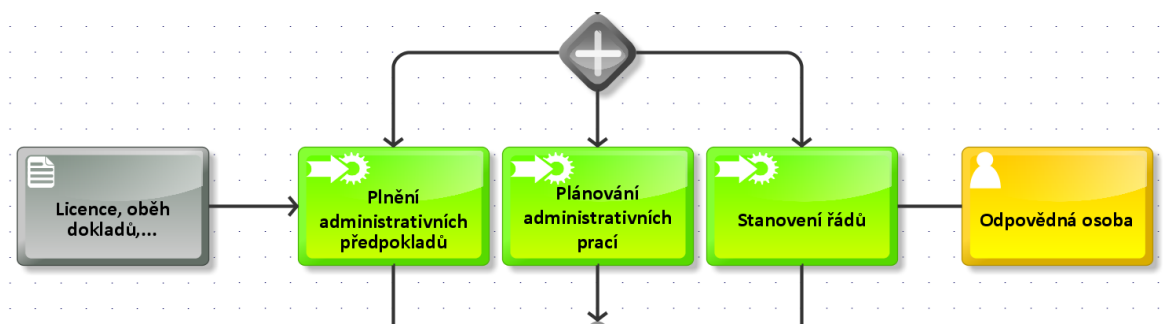 Licence, oběh
dokladů,...
Plnění
administrativních
předpokladů
Plánování
administrativních
prací
Stanovení řádů
Odpovědná osoba